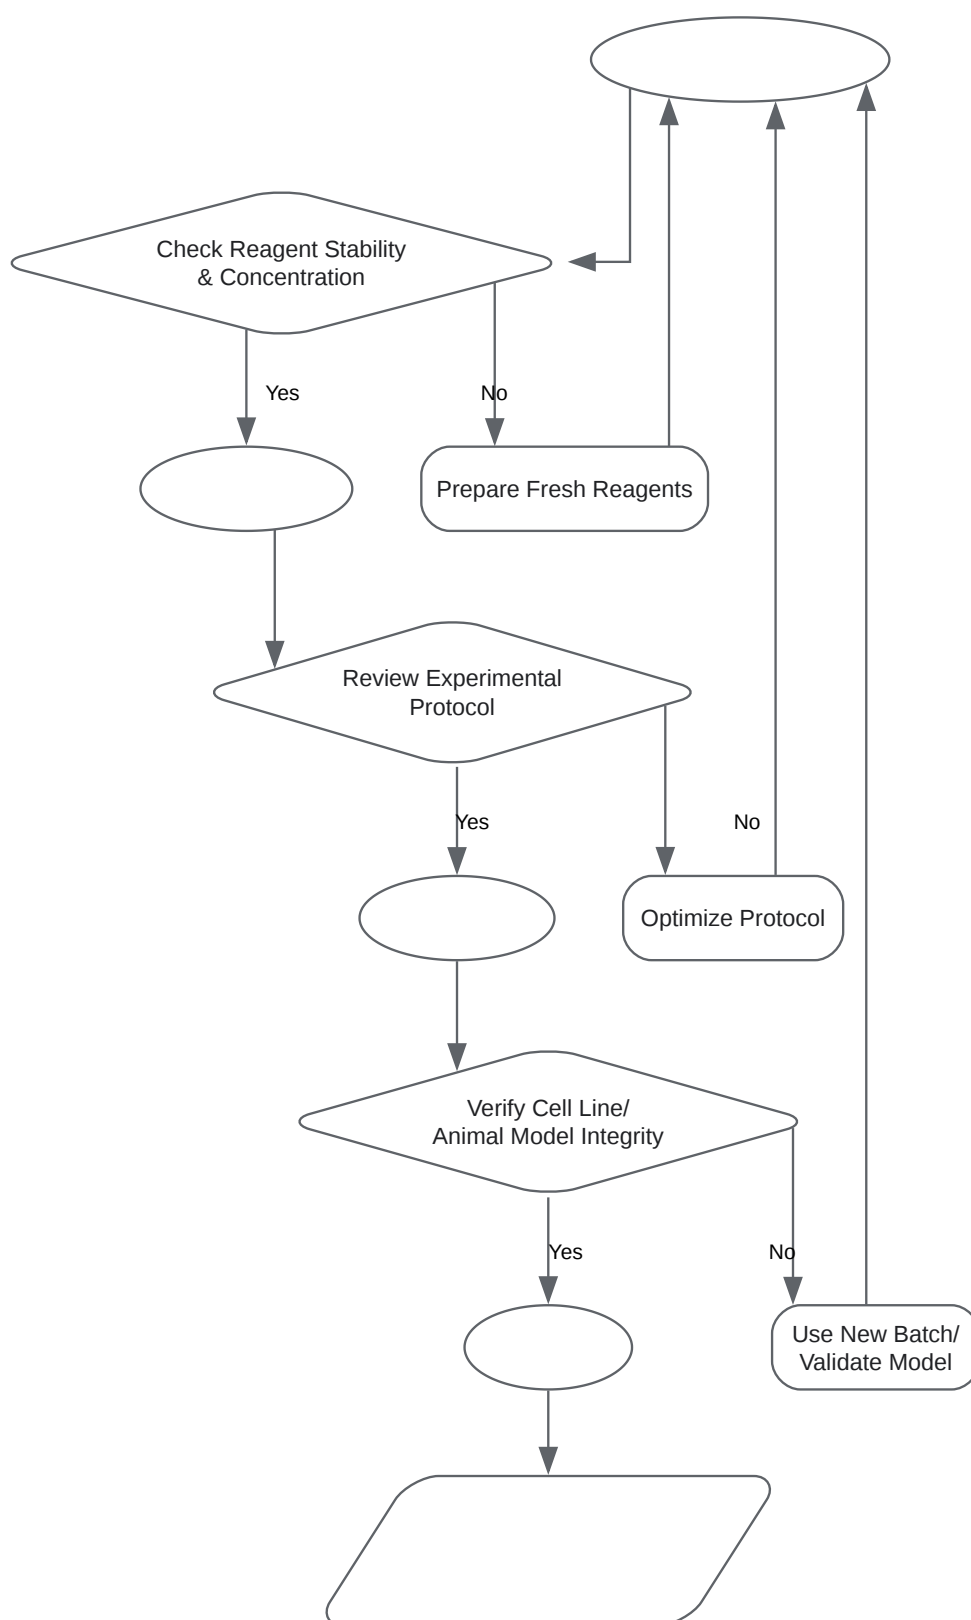 Check Reagent Stability
& Concentration
Yes
No
Prepare Fresh Reagents
Review Experimental
Protocol
Yes
No
Optimize Protocol
Verify Cell Line/
Animal Model Integrity
Yes
No
Use New Batch/
Validate Model